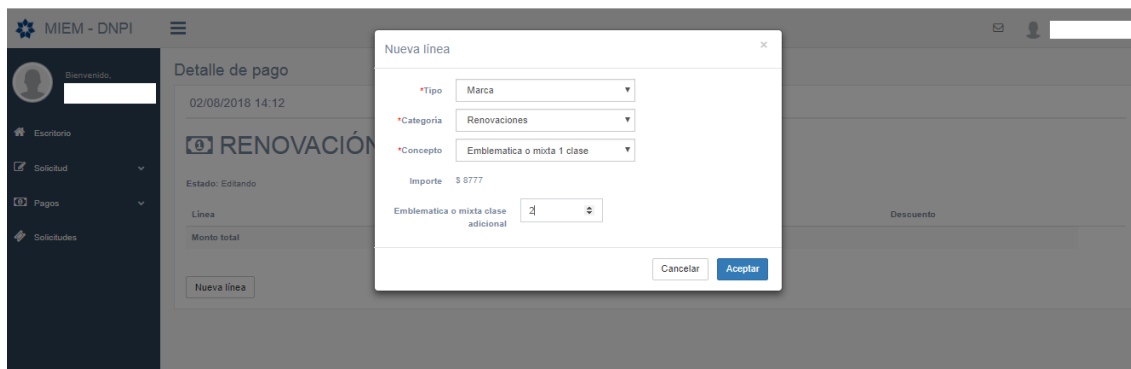 MIEM - DNPI
Bienvenido,
Escritorio
Solicitud
Pagos
Solicitudes
Detalle de pago
02/08/2018 14:12
RENOVACIÓN
Estado: Editando
Línea
Descuento
Monto total
Nueva línea
Nueva línea
×
*Tipo Marca
*Categoría Renovaciones
*Concepto Emblematica o mixta 1 clase
Importe $ 8777
Emblematica o mixta clase
adicional 2
Cancelar Aceptar